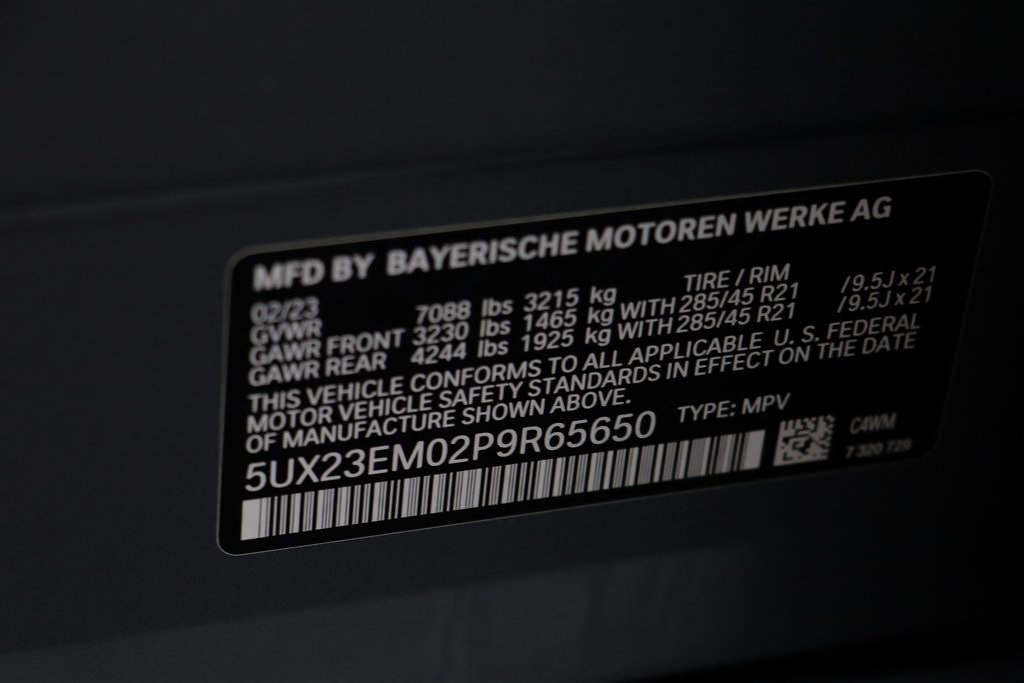 MFD BY BAYERISCHE MOTOREN WERKE AG
02/23 TIRE / RIM
GVWR 7088 lbs 3215 kg
GAWR FRONT 3230 lbs 1465 kg WITH 285/45 R21 /9.5J x 21
GAWR REAR 4244 lbs 1925 kg WITH 285/45 R21 /9.5J x 21
THIS VEHICLE CONFORMS TO ALL APPLICABLE U. S. FEDERAL
MOTOR VEHICLE SAFETY STANDARDS IN EFFECT ON THE DATE
OF MANUFACTURE SHOWN ABOVE.
5UX23EM02P9R65650 TYPE: MPV
C4WM
7 320 729